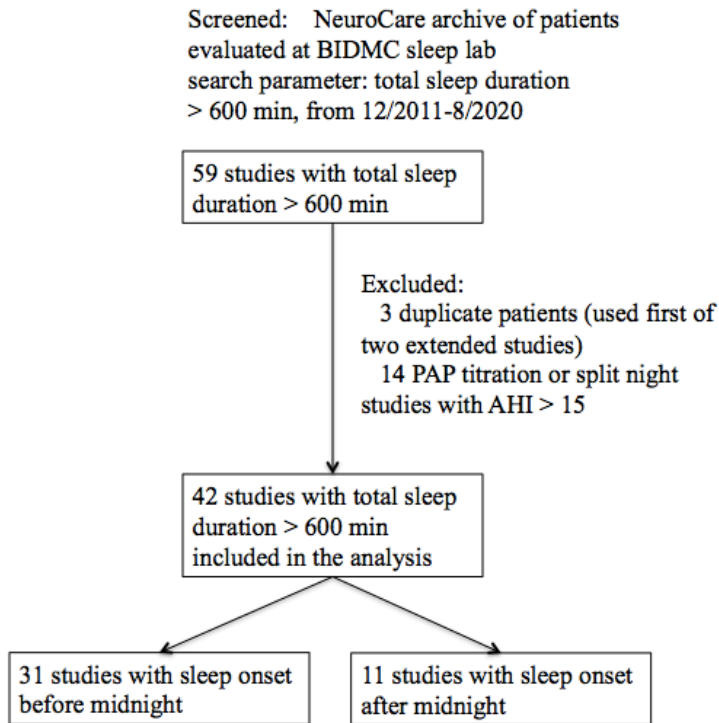 Screened: NeuroCare archive of patients
evaluated at BIDMC sleep lab
search parameter: total sleep duration
> 600 min, from 12/2011-8/2020
59 studies with total sleep
duration > 600 min
Excluded:
3 duplicate patients (used first of
two extended studies)
14 PAP titration or split night
studies with AHI > 15
42 studies with total sleep
duration > 600 min
included in the analysis
31 studies with sleep onset
before midnight
11 studies with sleep onset
after midnight